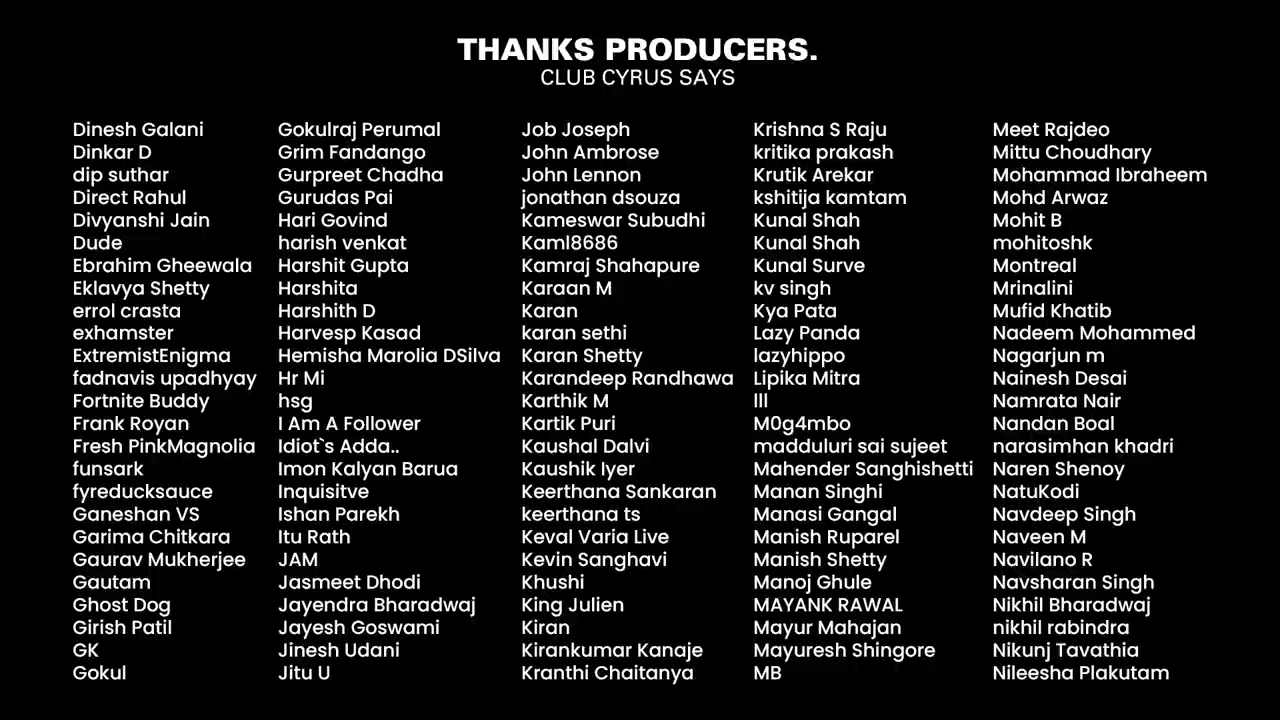 THANKS PRODUCERS.
CLUB CYRUS SAYS
Dinesh Galani
Dinkar D
dip suthar
Direct Rahul
Divyanshi Jain
Dude
Ebrahim Gheewala
Eklavya Shetty
errol crasta
exhamster
ExtremistEnigma
fadnavis upadhyay
Fortnite Buddy
Frank Royan
Fresh PinkMagnolia
funsark
fyreducksauce
Ganeshan VS
Garima Chitkara
Gaurav Mukherjee
Gautam
Ghost Dog
Girish Patil
GK
Gokul
Gokulraj Perumal
Grim Fandango
Gurpreet Chadha
Gurudas Pai
Hari Govind
harish venkat
Harshit Gupta
Harshita
Harshith D
Harvesp Kasad
Hemisha Marolia DSilva
Hr Mi
hsg
I Am A Follower
Idiot`s Adda..
Imon Kalyan Barua
Inquisitve
Ishan Parekh
Itu Rath
JAM
Jasmeet Dhodi
Jayendra Bharadwaj
Jayesh Goswami
Jinesh Udani
Jitu U
Job Joseph
John Ambrose
John Lennon
jonathan dsouza
Kameswar Subudhi
Kaml8686
Kamraj Shahapure
Karaan M
Karan
karan sethi
Karan Shetty
Karandeep Randhawa
Karthik M
Kartik Puri
Kaushal Dalvi
Kaushik Iyer
Keerthana Sankaran
keerthana ts
Keval Varia Live
Kevin Sanghavi
Khushi
King Julien
Kiran
Kirankumar Kanaje
Kranthi Chaitanya
Krishna S Raju
kritika prakash
Krutik Arekar
kshitija kamtam
Kunal Shah
Kunal Shah
Kunal Surve
kv singh
Kya Pata
Lazy Panda
lazyhippo
Lipika Mitra
lll
M0g4mbo
madduluri sai sujeet
Mahender Sanghishetti
Manan Singhi
Manasi Gangal
Manish Ruparel
Manish Shetty
Manoj Ghule
MAYANK RAWAL
Mayur Mahajan
Mayuresh Shingore
MB
Meet Rajdeo
Mittu Choudhary
Mohammad Ibraheem
Mohd Arwaz
Mohit B
mohitoshk
Montreal
Mrinalini
Mufid Khatib
Nadeem Mohammed
Nagarjun m
Nainesh Desai
Namrata Nair
Nandan Boal
narasimhan khadri
Naren Shenoy
NatuKodi
Navdeep Singh
Naveen M
Navilano R
Navsharan Singh
Nikhil Bharadwaj
nikhil rabindra
Nikunj Tavathia
Nileesha Plakutam